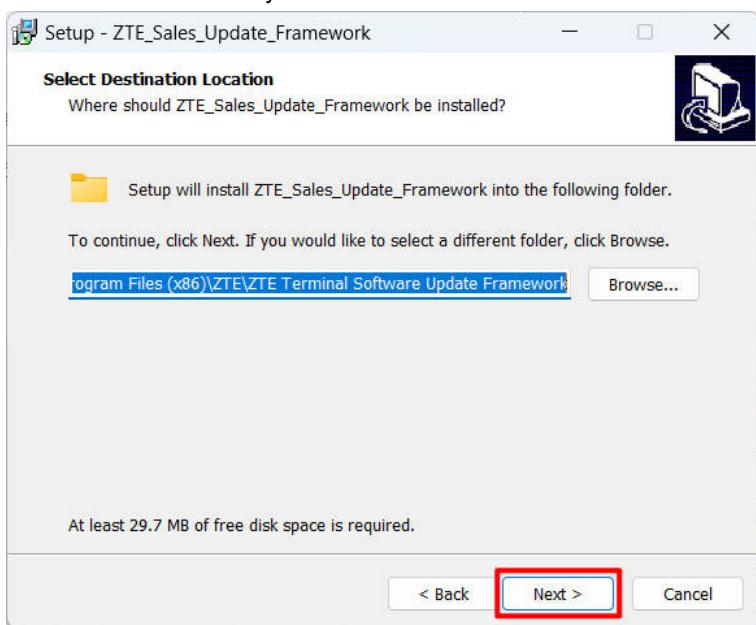 Setup - ZTE_Sales_Update_Framework
Select Destination Location
Where should ZTE_Sales_Update_Framework be installed?
Setup will install ZTE_Sales_Update_Framework into the following folder.
To continue, click Next. If you would like to select a different folder, click Browse.
rogram Files (x86)\ZTE\ZTE Terminal Software Update Framework
Browse...
At least 29.7 MB of free disk space is required.
< Back Next > Cancel